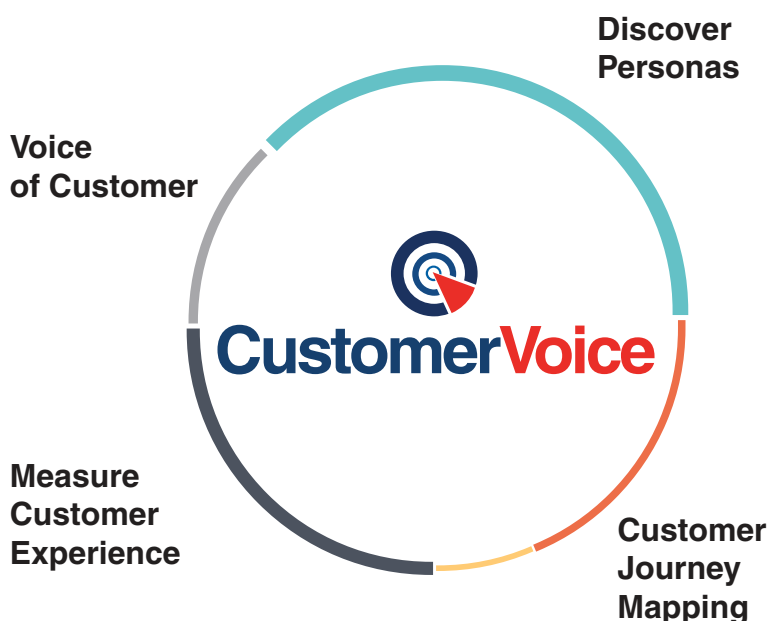 Discover
Personas
Voice
of Customer
CustomerVoice
Measure
Customer
Experience
Customer
Journey
Mapping